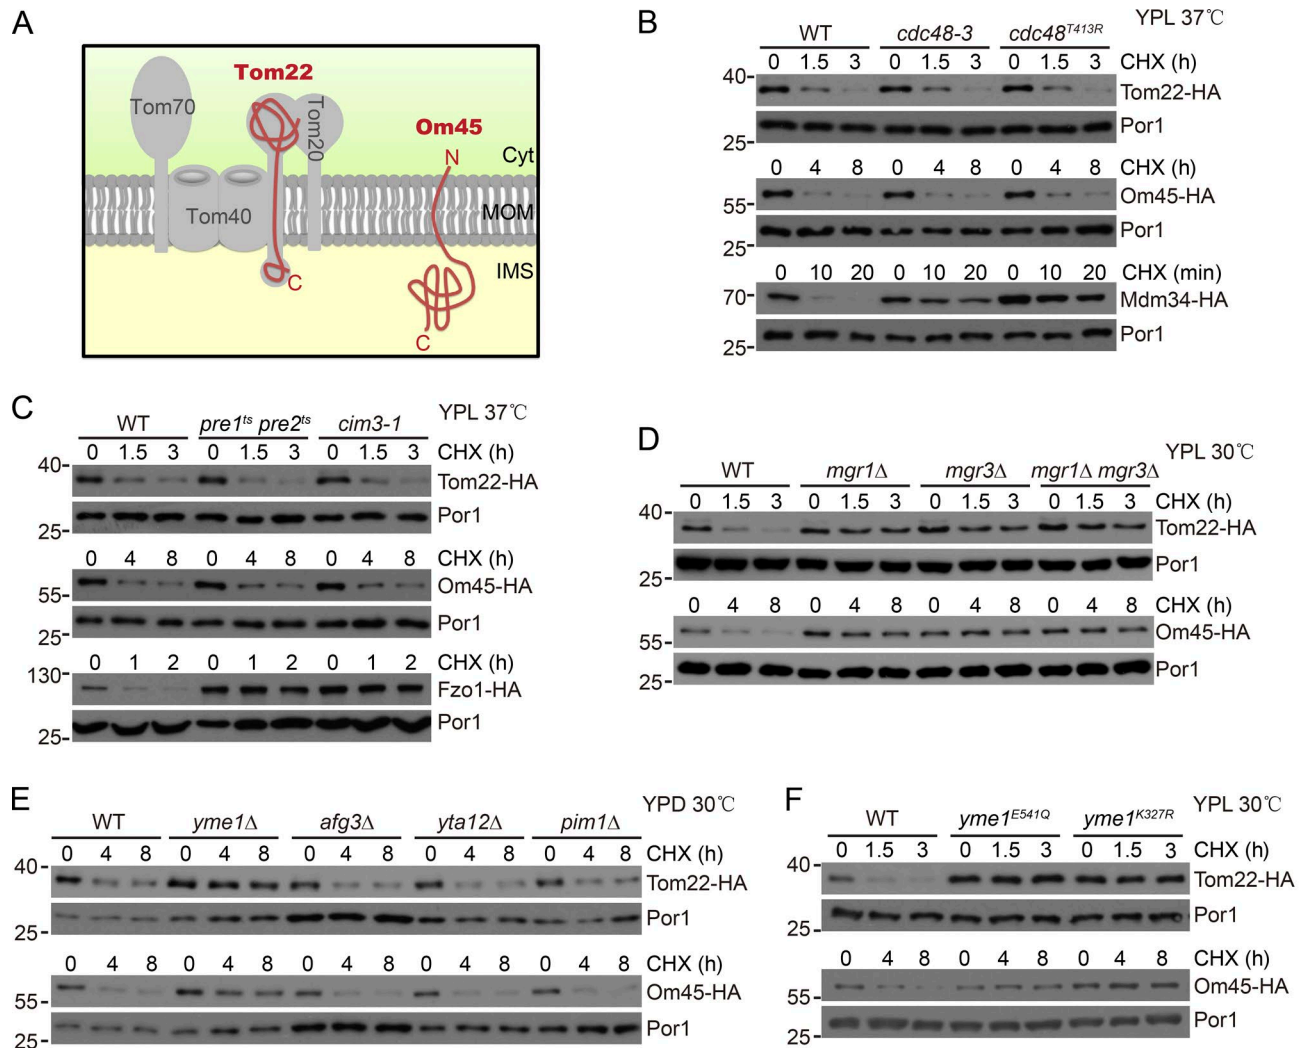 A
Tom22
Tom70
Tom20
Om45
N
Cyt
Tom40
MOM
IMS
C
C
B
YPL 37℃
WT cdc48-3 cdc48^T413R
0 1.5 3 0 1.5 3 0 1.5 3 CHX (h)
40
Tom22-HA
Por1
25
0 4 8 0 4 8 0 4 8 CHX (h)
Om45-HA
55
Por1
25
0 10 20 0 10 20 0 10 20 CHX (min)
70
Mdm34-HA
Por1
25
C
YPL 37℃
WT pre1^ts pre2^ts cim3-1
0 1.5 3 0 1.5 3 0 1.5 3 CHX (h)
40
Tom22-HA
Por1
25
0 4 8 0 4 8 0 4 8 CHX (h)
Om45-HA
55
Por1
25
0 1 2 0 1 2 0 1 2 CHX (h)
130
Fzo1-HA
Por1
25
D
YPL 30℃
WT mgr1Δ mgr3Δ mgr1Δ mgr3Δ
0 1.5 3 0 1.5 3 0 1.5 3 0 1.5 3 CHX (h)
40
Tom22-HA
Por1
25
0 4 8 0 4 8 0 4 8 0 4 8 CHX (h)
Om45-HA
55
Por1
25
E
YPD 30℃
WT yme1Δ afg3Δ yta12Δ pim1Δ
0 4 8 0 4 8 0 4 8 0 4 8 0 4 8 CHX (h)
40
Tom22-HA
Por1
25
0 4 8 0 4 8 0 4 8 0 4 8 0 4 8 CHX (h)
Om45-HA
55
Por1
25
F
YPL 30℃
WT yme1^E541Q yme1^K327R
0 1.5 3 0 1.5 3 0 1.5 3 CHX (h)
40
Tom22-HA
Por1
25
0 4 8 0 4 8 0 4 8 CHX (h)
Om45-HA
55
Por1
25